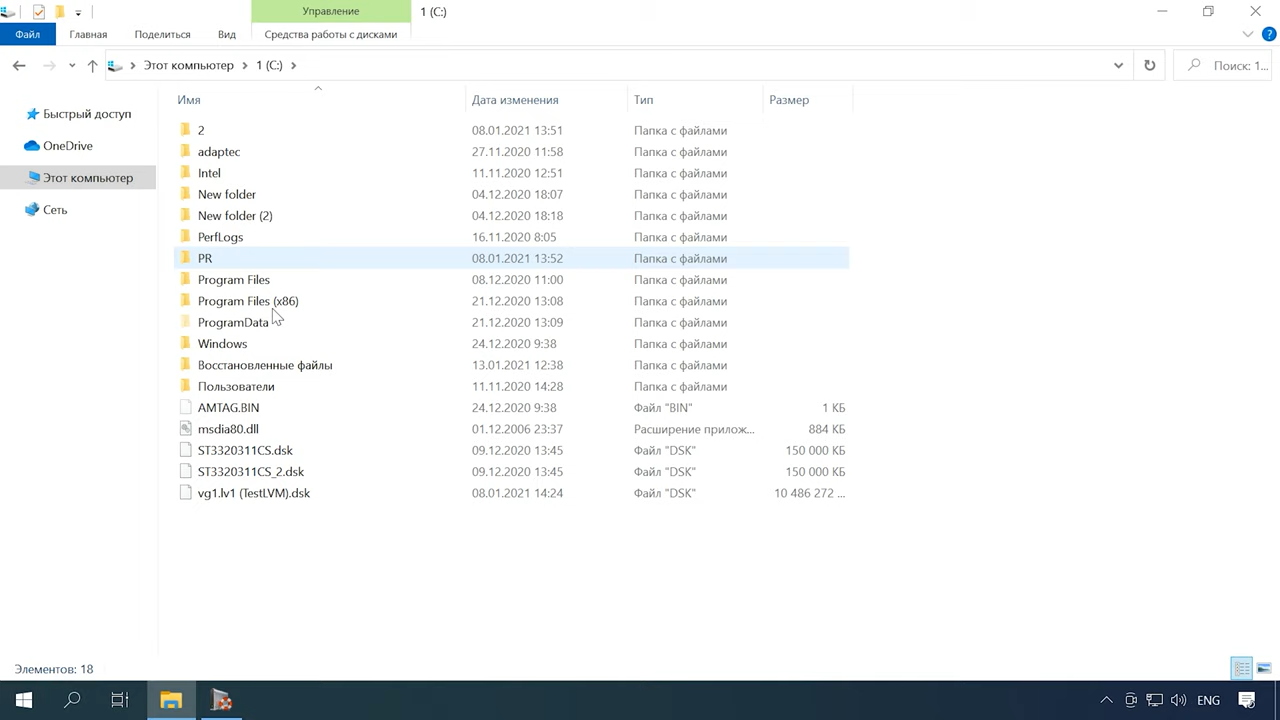 Управление
1 (C:)
Файл
Главная
Поделиться
Вид
Средства работы с дисками
Этот компьютер
1 (C:)
Поиск: 1...
Быстрый доступ
OneDrive
Этот компьютер
Сеть
Имя Дата изменения Тип Размер
2 08.01.2021 13:51 Папка с файлами
adaptec 27.11.2020 11:58 Папка с файлами
Intel 11.11.2020 12:51 Папка с файлами
New folder 04.12.2020 18:07 Папка с файлами
New folder (2) 04.12.2020 18:18 Папка с файлами
PerfLogs 16.11.2020 8:05 Папка с файлами
PR 08.01.2021 13:52 Папка с файлами
Program Files 08.12.2020 11:00 Папка с файлами
Program Files (x86) 21.12.2020 13:08 Папка с файлами
ProgramData 21.12.2020 13:09 Папка с файлами
Windows 24.12.2020 9:38 Папка с файлами
Восстановленные файлы 13.01.2021 12:38 Папка с файлами
Пользователи 11.11.2020 14:28 Папка с файлами
AMTAG.BIN 24.12.2020 9:38 Файл "BIN" 1 КБ
msdia80.dll 01.12.2006 23:37 Расширение прилож... 884 КБ
ST3320311CS.dsk 09.12.2020 13:45 Файл "DSK" 150 000 КБ
ST3320311CS_2.dsk 09.12.2020 13:45 Файл "DSK" 150 000 КБ
vg1.lv1 (TestLVM).dsk 08.01.2021 14:24 Файл "DSK" 10 486 272 ...
Элементов: 18
ENG